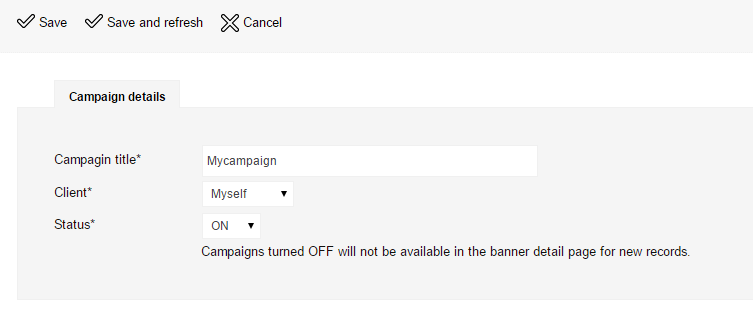 Save Save and refresh Cancel
Campaign details
Campagin title* Mycampaign
Client* Myself
Status* ON
Campaigns turned OFF will not be available in the banner detail page for new records.